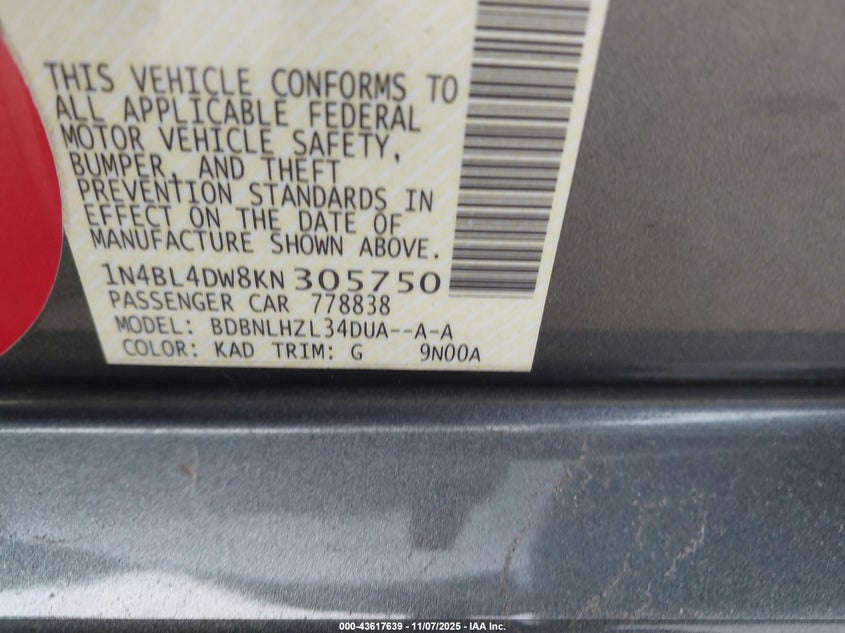 THIS VEHICLE CONFORMS TO
ALL APPLICABLE FEDERAL
MOTOR VEHICLE SAFETY,
BUMPER, AND THEFT
PREVENTION STANDARDS IN
EFFECT ON THE DATE OF
MANUFACTURE SHOWN ABOVE.
1N4BL4DW8KN305750
PASSENGER CAR 778838
MODEL: BDBNLHZL34DUA--A-A
COLOR: KAD TRIM: G 9N00A
000-43617639 - 11/07/2025 - IAA Inc.